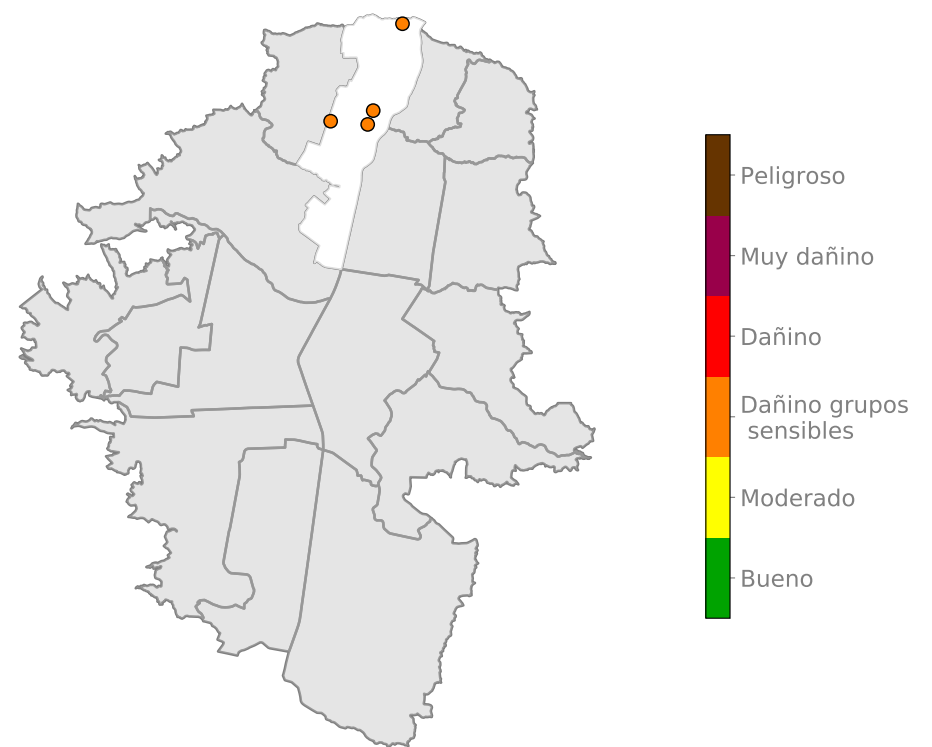 Peligroso
Muy dañino
Dañino
Dañino grupos
sensibles
Moderado
Bueno